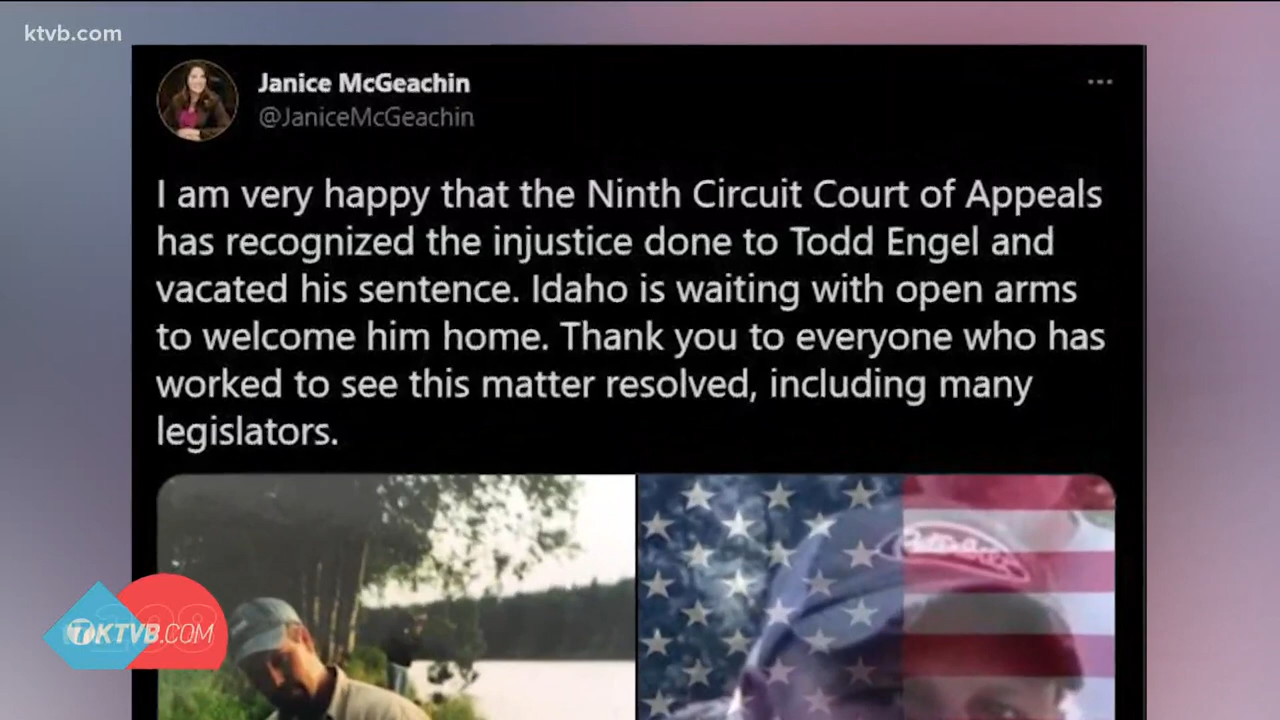 ktvb.com
Janice McGeachin
@JaniceMcGeachin
I am very happy that the Ninth Circuit Court of Appeals
has recognized the injustice done to Todd Engel and
vacated his sentence. Idaho is waiting with open arms
to welcome him home. Thank you to everyone who has
worked to see this matter resolved, including many
legislators.
7KTVB.COM